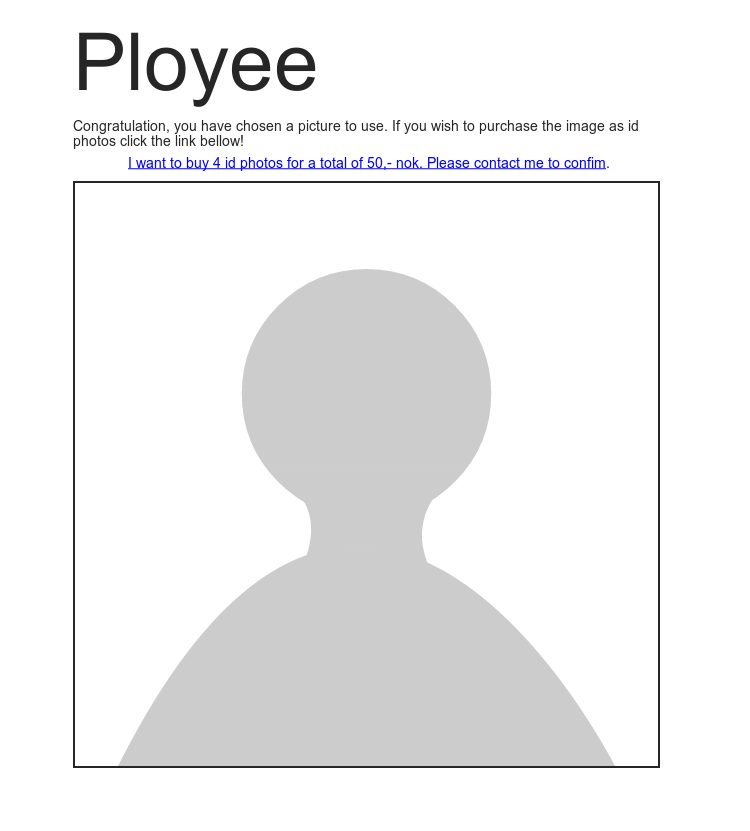 Ployee
Congratulation, you have chosen a picture to use. If you wish to purchase the image as id
photos click the link bellow!
I want to buy 4 id photos for a total of 50,- nok. Please contact me to confim.